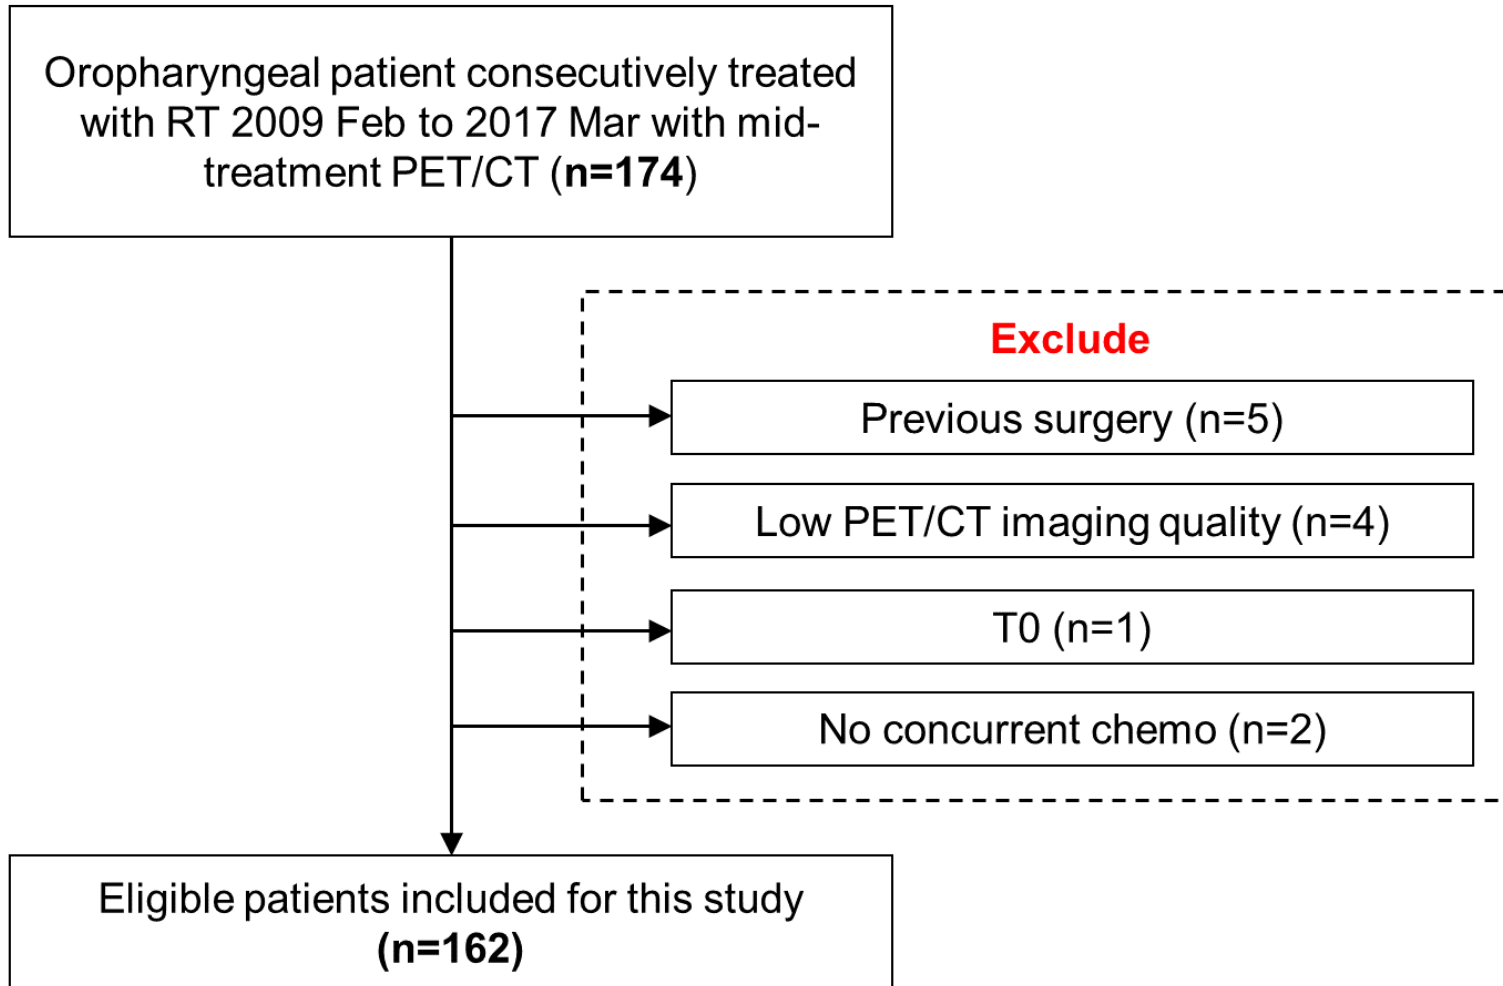 Oropharyngeal patient consecutively treated
with RT 2009 Feb to 2017 Mar with mid-
treatment PET/CT (n=174)
Exclude
Previous surgery (n=5)
Low PET/CT imaging quality (n=4)
T0 (n=1)
No concurrent chemo (n=2)
Eligible patients included for this study
(n=162)